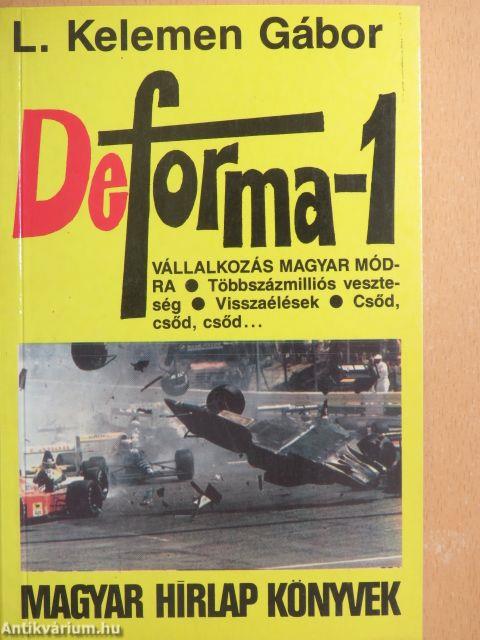 L. Kelemen Gábor
Deforma-1
VÁLLALKOZÁS MAGYAR MÓD-
RA ● Többszázmilliós veszte-
ség ● Visszaélések ● Csőd,
csőd, csőd...
MAGYAR HÍRLAP KÖNYVEK
Antikvárium.hu